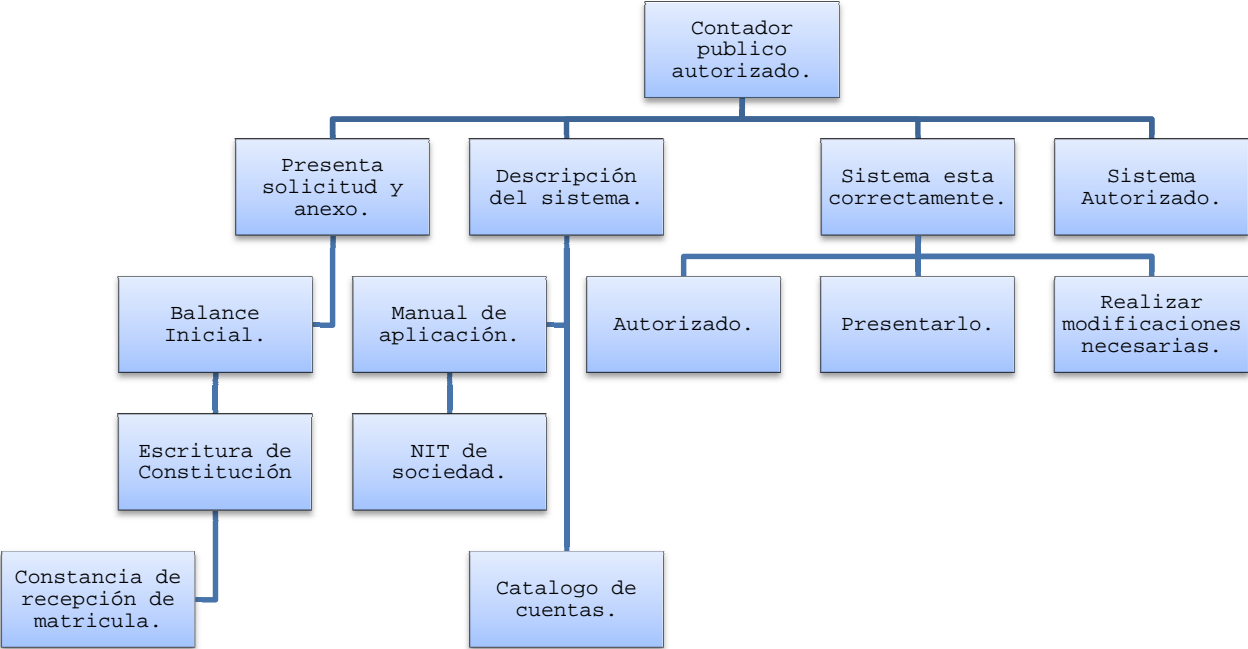 Contador
publico
autorizado.
Presenta
solicitud y
anexo.
Descripción
del sistema.
Sistema esta
correctamente.
Sistema
Autorizado.
Balance
Inicial.
Manual de
aplicación.
Autorizado.
Presentarlo.
Realizar
modificaciones
necesarias.
Escritura de
Constitución
NIT de
sociedad.
Constancia de
recepción de
matricula.
Catalogo de
cuentas.